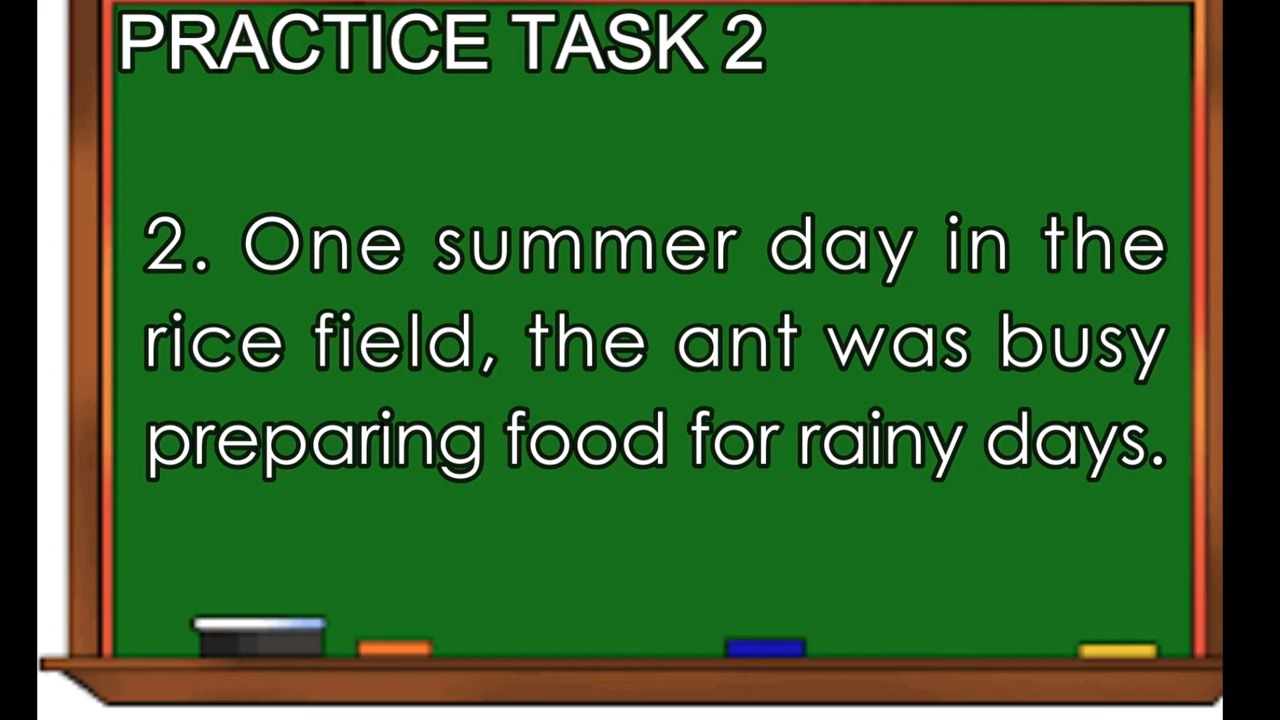 PRACTICE TASK 2
2. One summer day in the
rice field, the ant was busy
preparing food for rainy days.